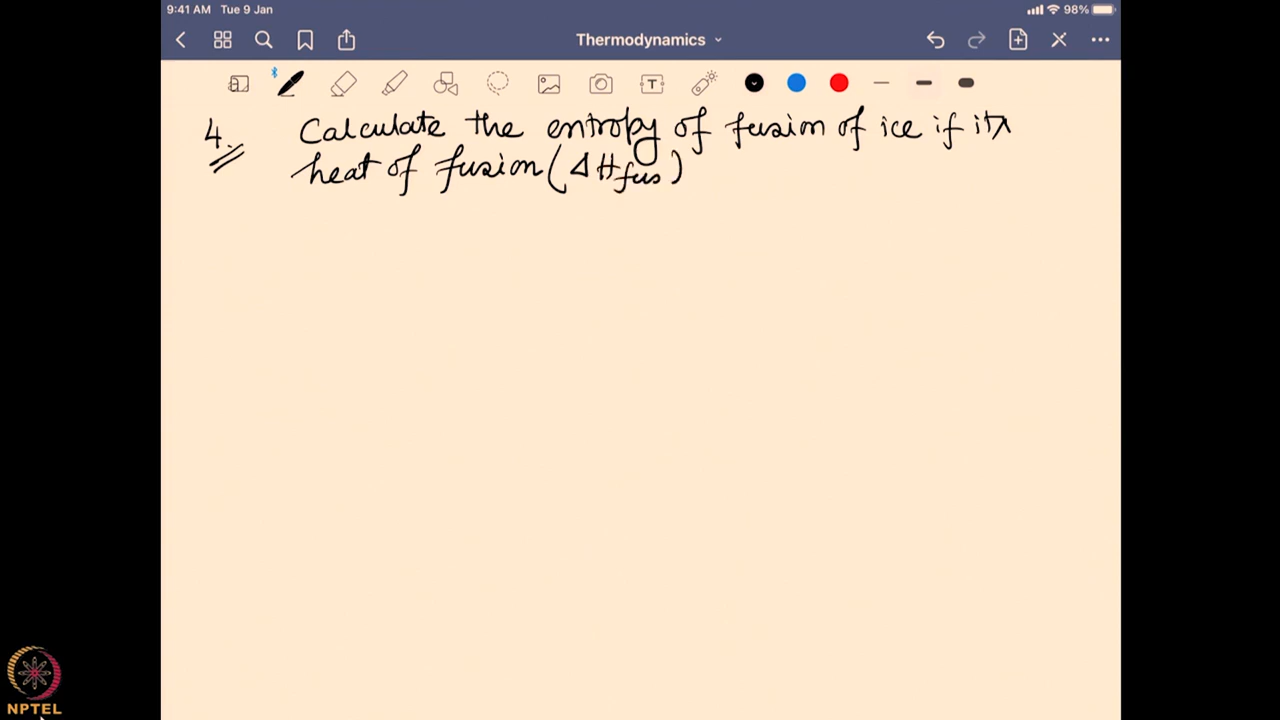 9:41 AM Tue 9 Jan 98%
Thermodynamics
T
4. Calculate the entropy of fusion of ice if its
heat of fusion (ΔHfus)
NPTEL